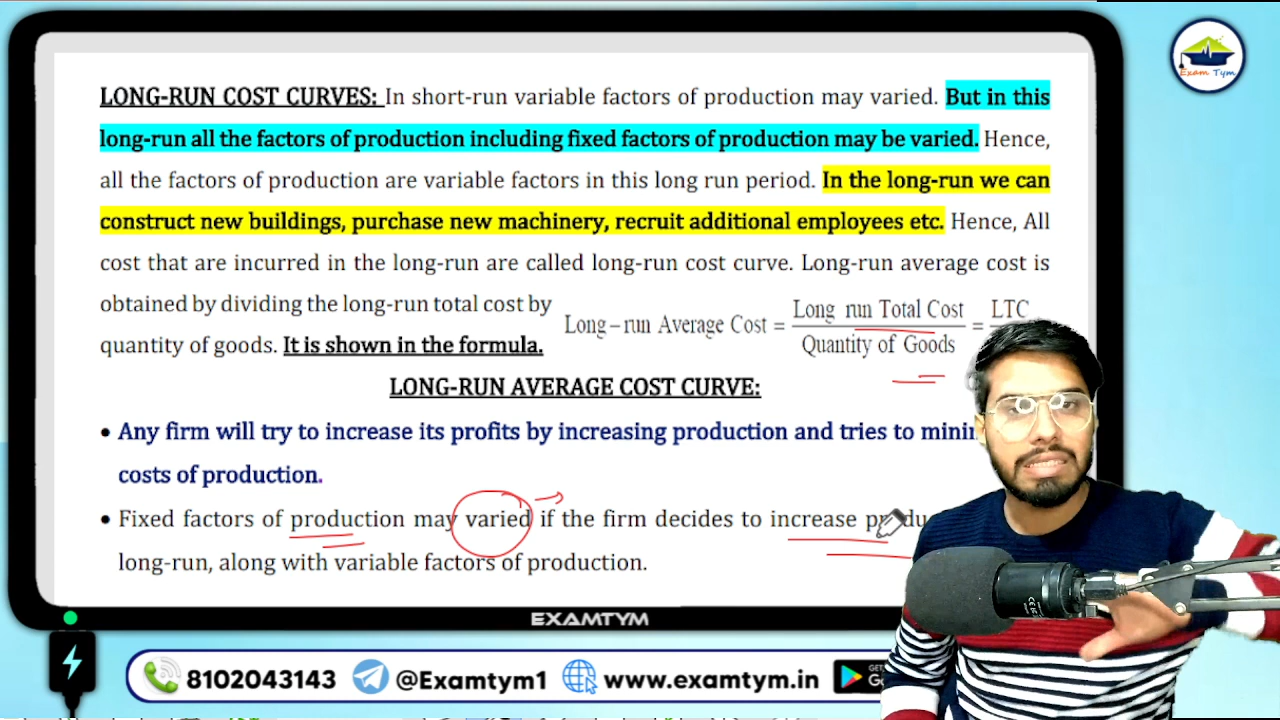 LONG-RUN COST CURVES: In short-run variable factors of production may varied. But in this
long-run all the factors of production including fixed factors of production may be varied. Hence,
all the factors of production are variable factors in this long run period. In the long-run we can
construct new buildings, purchase new machinery, recruit additional employees etc. Hence, All
cost that are incurred in the long-run are called long-run cost curve. Long-run average cost is
obtained by dividing the long-run total cost by
quantity of goods. It is shown in the formula.
Long-run Average Cost = Long run Total Cost / Quantity of Goods = LTC
LONG-RUN AVERAGE COST CURVE:
• Any firm will try to increase its profits by increasing production and tries to
costs of production.
• Fixed factors of production may varied if the firm decides to increase
long-run, along with variable factors of production.
EXAMTYM
8102043143 @Examtym1 www.examtym.in
Exam Tym